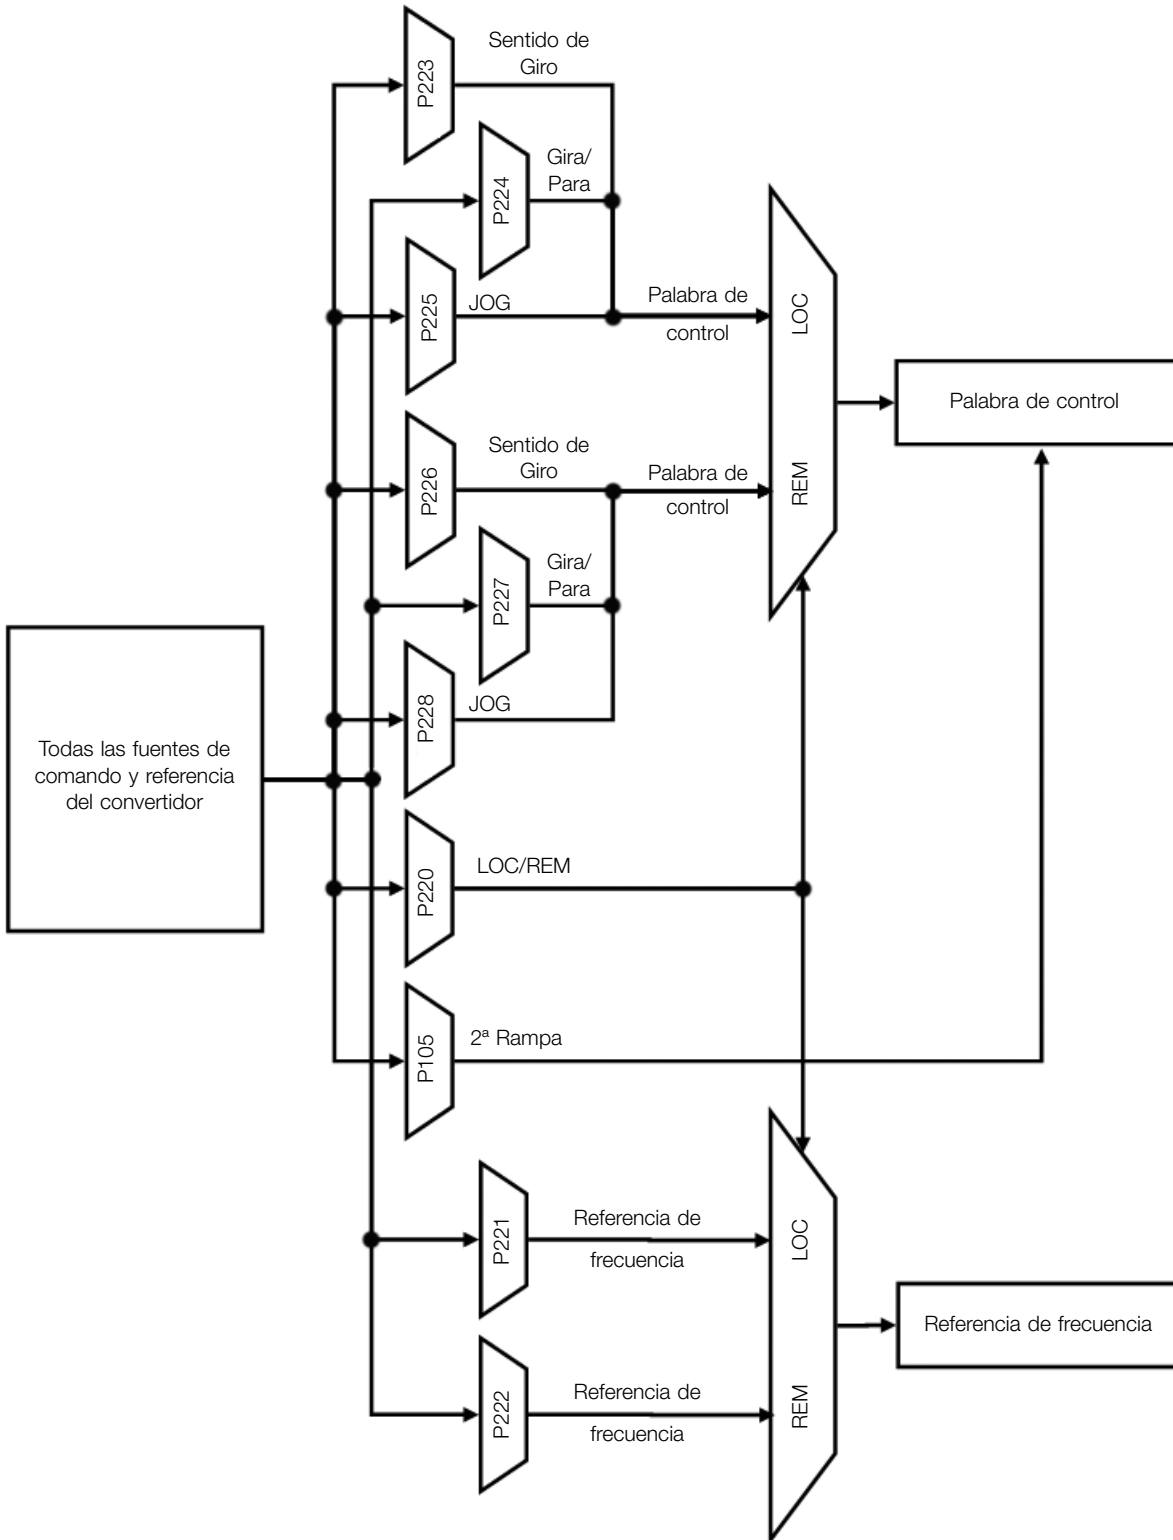 P223
Sentido de
Giro
P224
Gira/
Para
P225
JOG
Palabra de
control
LOC
Palabra de control
P226
Sentido de
Giro
Palabra de
control
REM
P227
Gira/
Para
P228
JOG
Todas las fuentes de
comando y referencia
del convertidor
P220
LOC/REM
P105
2ª Rampa
P221
Referencia de
frecuencia
LOC
Referencia de frecuencia
P222
Referencia de
frecuencia
REM